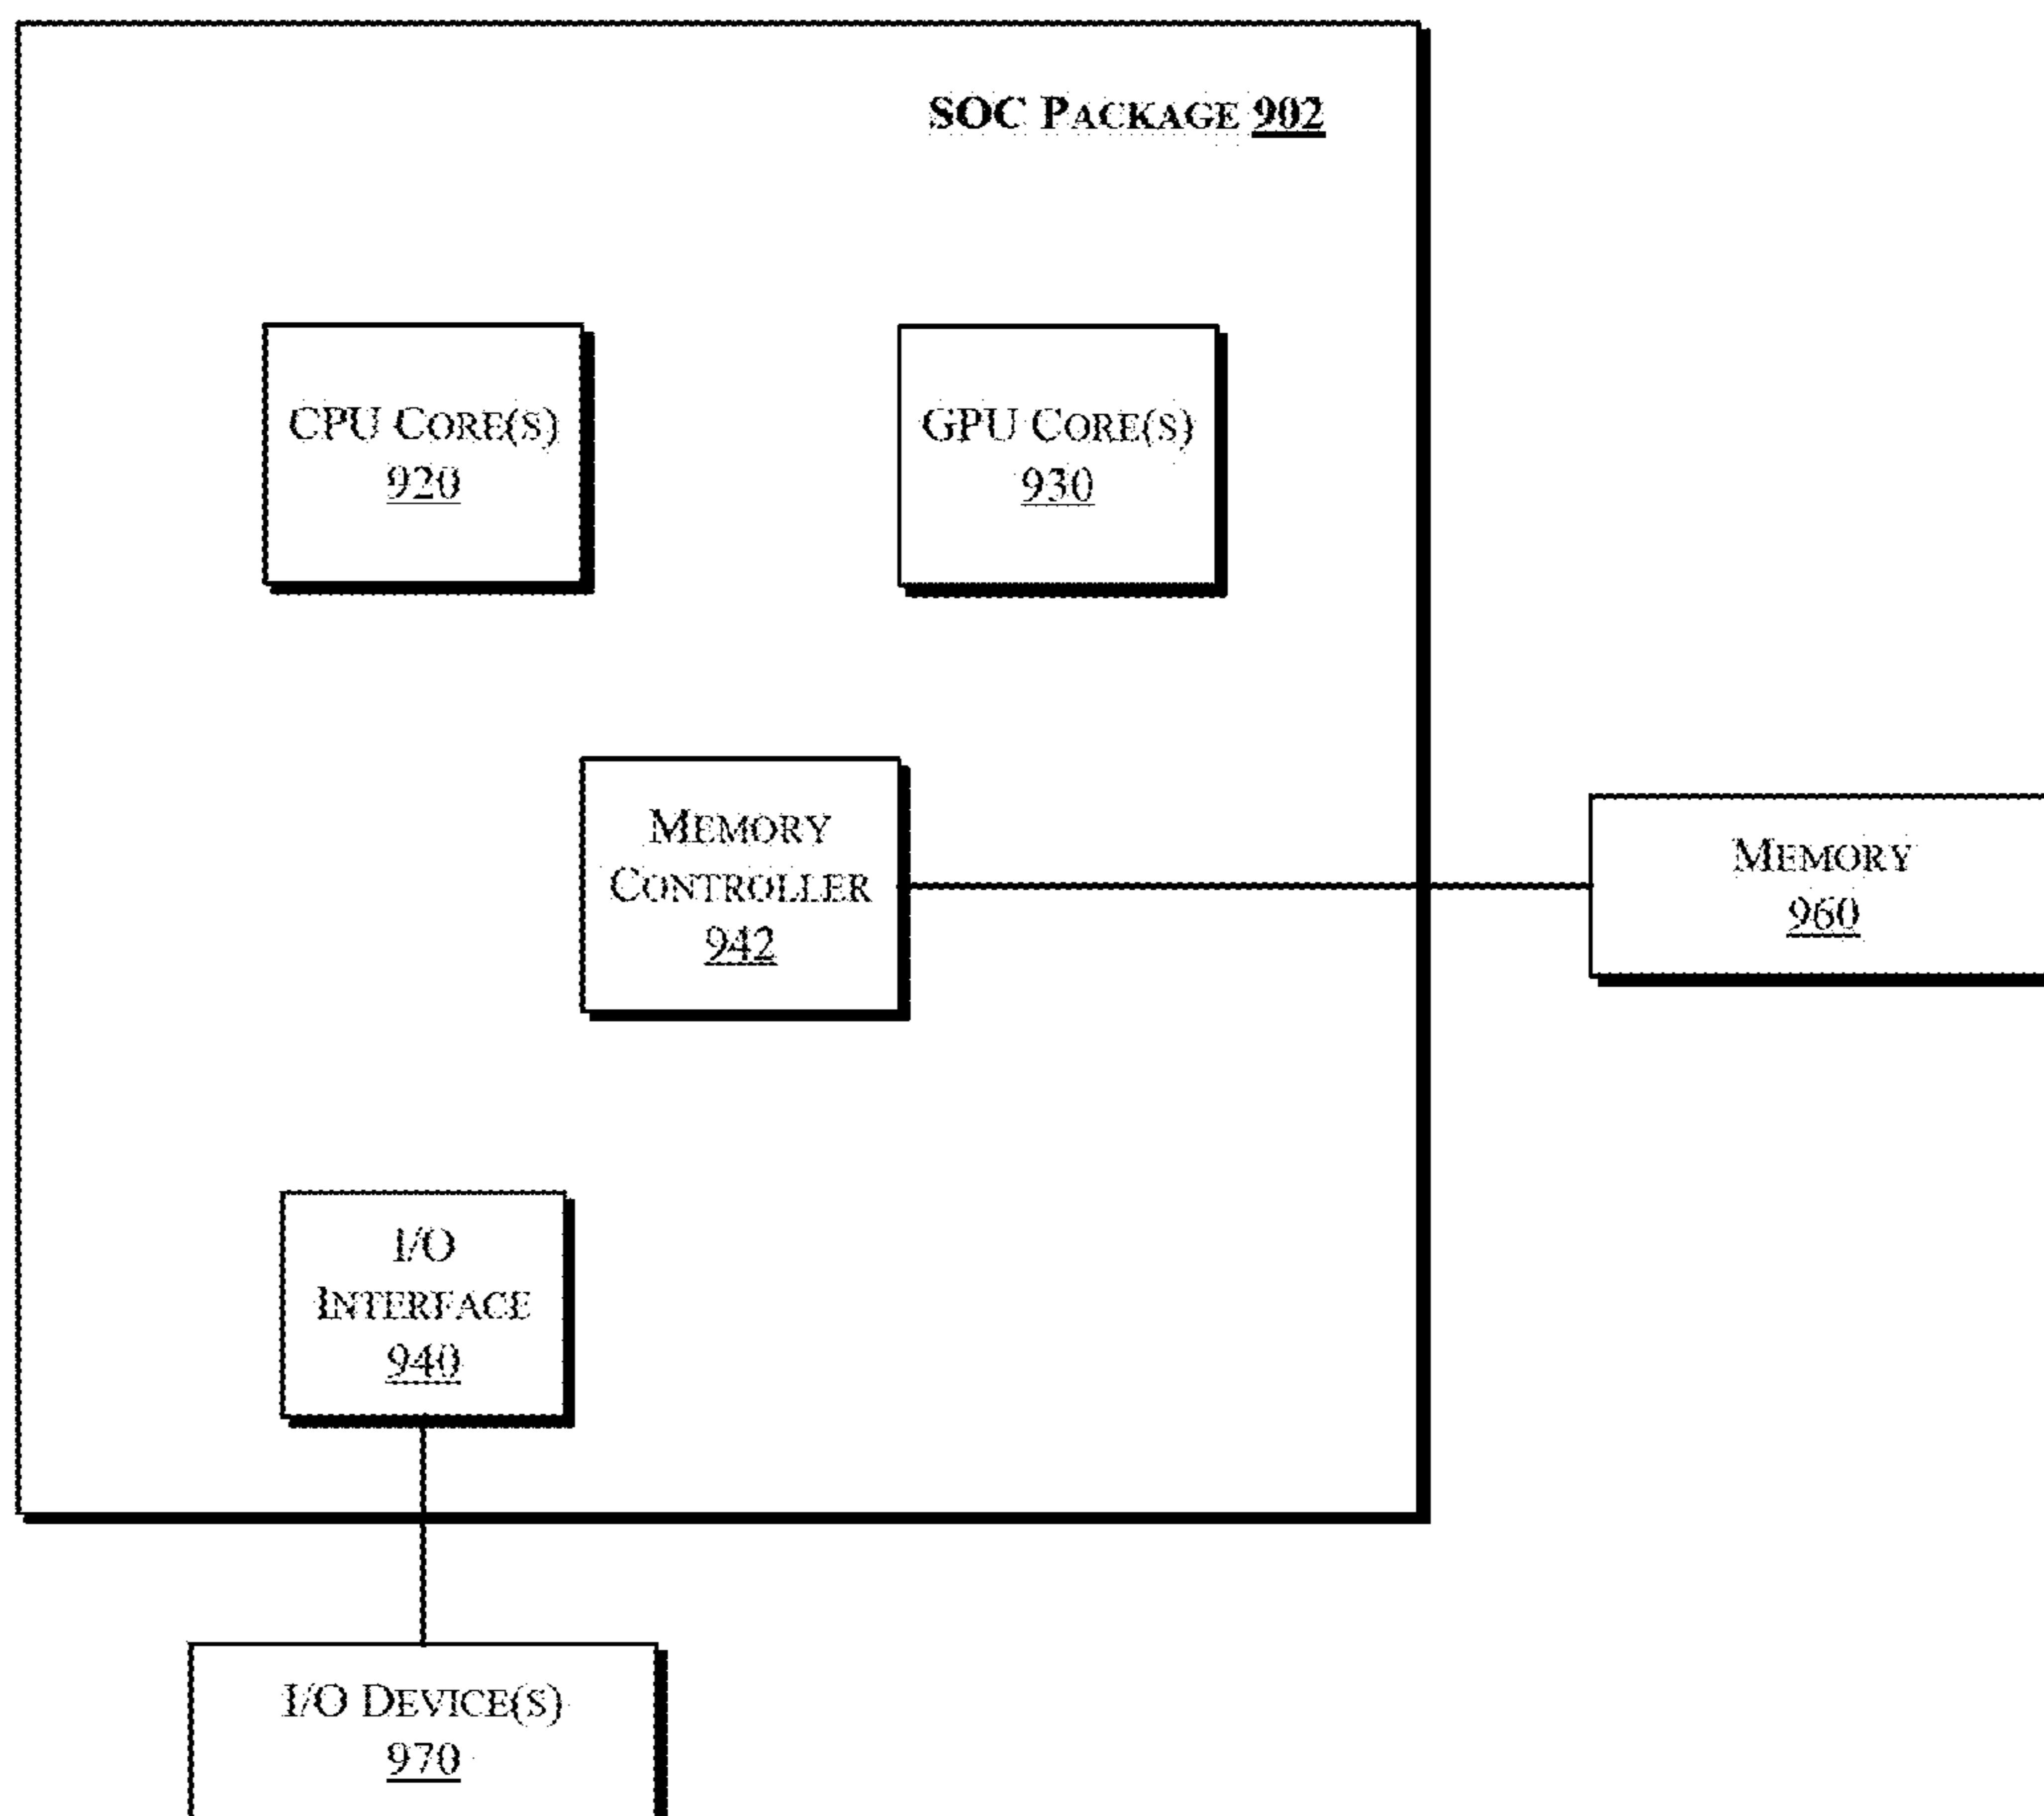 SOC PACKAGE 902
CPU CORE(S)
920
GPU CORE(S)
930
MEMORY
CONTROLLER
942
MEMORY
960
I/O
INTERFACE
940
I/O DEVICE(S)
970